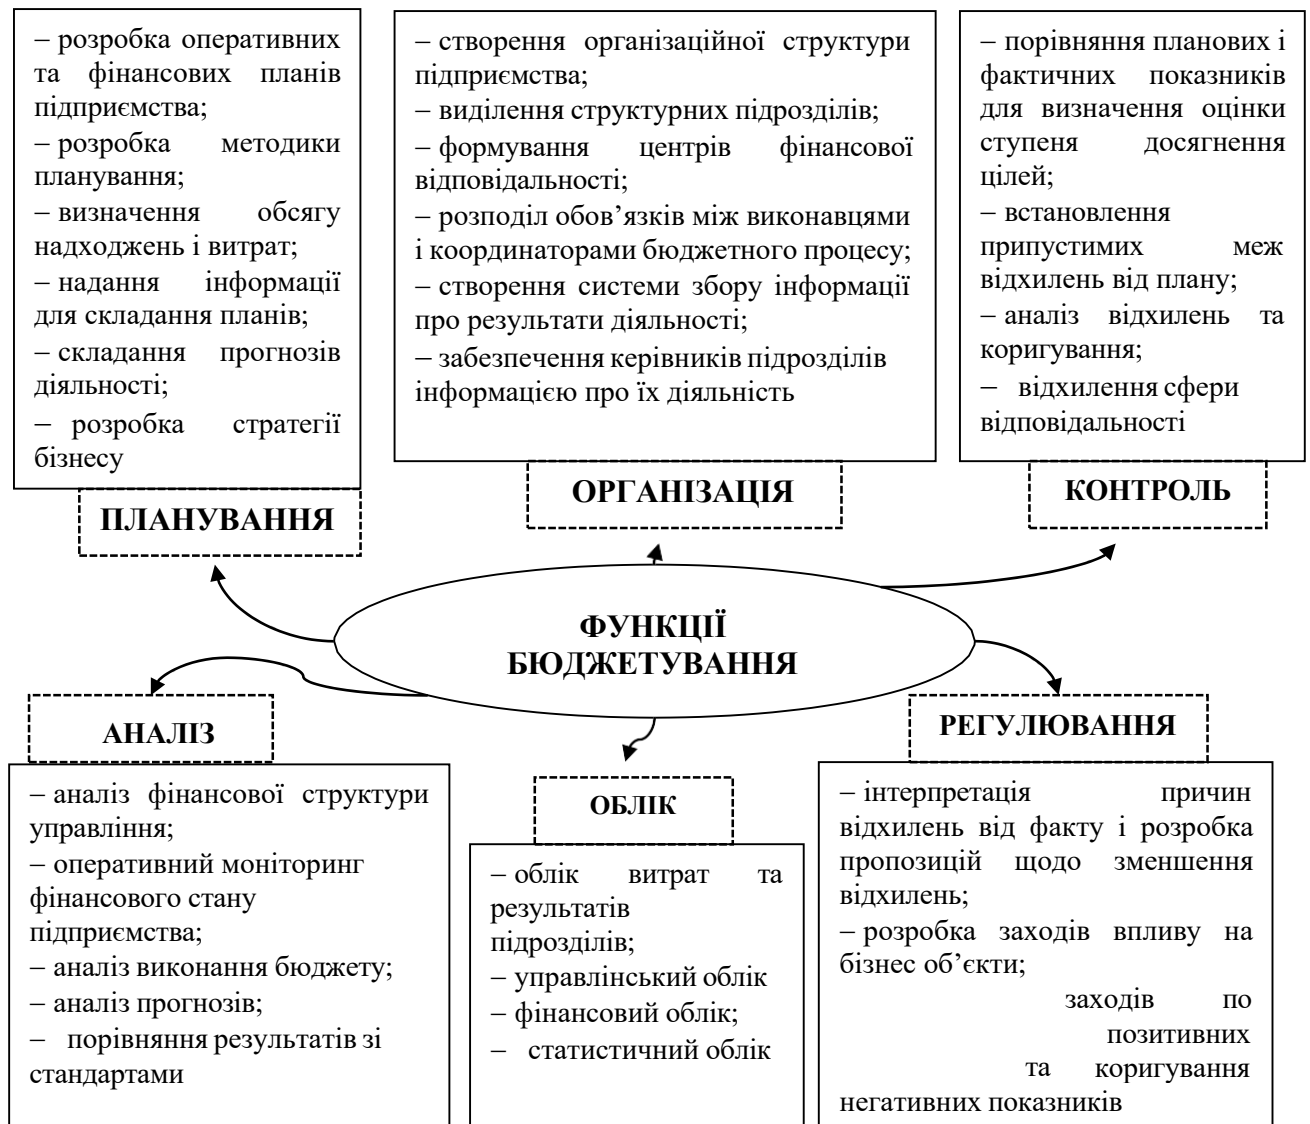 – розробка оперативних
та фінансових планів
підприємства;
– розробка методики
планування;
– визначення обсягу
надходжень і витрат;
– надання інформації
для складання планів;
– складання прогнозів
діяльності;
– розробка стратегії
бізнесу
ПЛАНУВАННЯ
– створення організаційної структури
підприємства;
– виділення структурних підрозділів;
– формування центрів фінансової
відповідальності;
– розподіл обов’язків між виконавцями
і координаторами бюджетного процесу;
– створення системи збору інформації
про результати діяльності;
– забезпечення керівників підрозділів
інформацією про їх діяльність
ОРГАНІЗАЦІЯ
– порівняння планових і
фактичних показників
для визначення оцінки
ступеня досягнення
цілей;
– встановлення
припустимих меж
відхилень від плану;
– аналіз відхилень та
коригування;
– відхилення сфери
відповідальності
КОНТРОЛЬ
ФУНКЦІЇ
БЮДЖЕТУВАННЯ
АНАЛІЗ
– аналіз фінансової структури
управління;
– оперативний моніторинг
фінансового стану
підприємства;
– аналіз виконання бюджету;
– аналіз прогнозів;
– порівняння результатів зі
стандартами
ОБЛІК
– облік витрат та
результатів
підрозділів;
– управлінський облік
– фінансовий облік;
– статистичний облік
РЕГУЛЮВАННЯ
– інтерпретація причин
відхилень від факту і розробка
пропозицій щодо зменшення
відхилень;
– розробка заходів впливу на
бізнес об’єкти;
заходів по
позитивних
та коригування
негативних показників